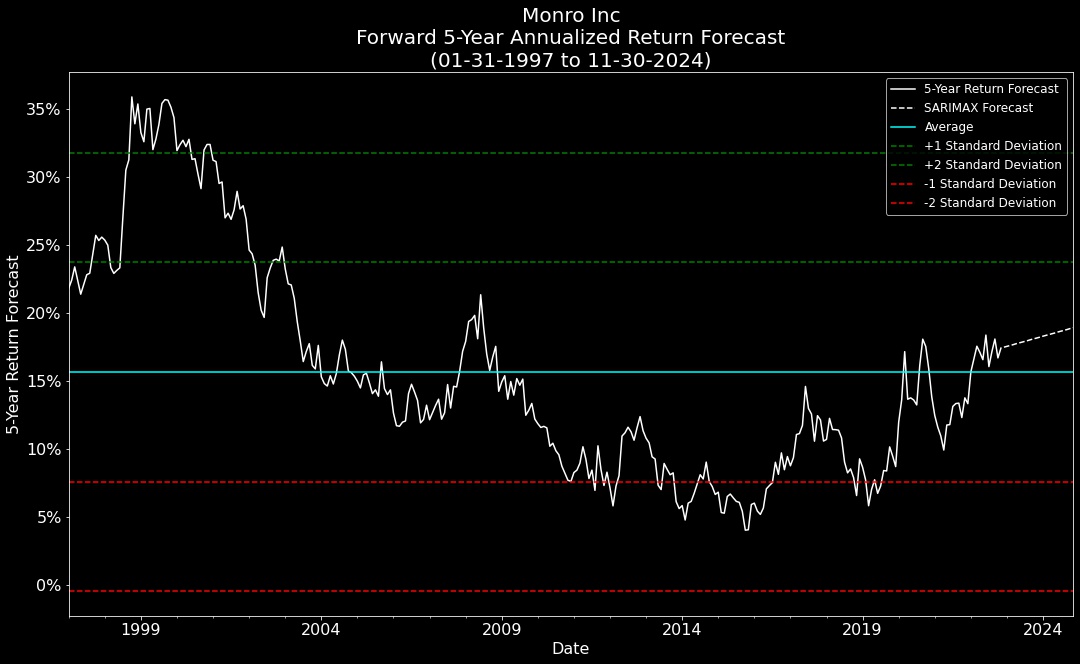 Monro Inc
Forward 5-Year Annualized Return Forecast
(01-31-1997 to 11-30-2024)
5-Year Return Forecast
SARIMAX Forecast
Average
+1 Standard Deviation
+2 Standard Deviation
-1 Standard Deviation
-2 Standard Deviation
5-Year Return Forecast
35%
30%
25%
20%
15%
10%
5%
0%
1999
2004
2009
2014
2019
2024
Date